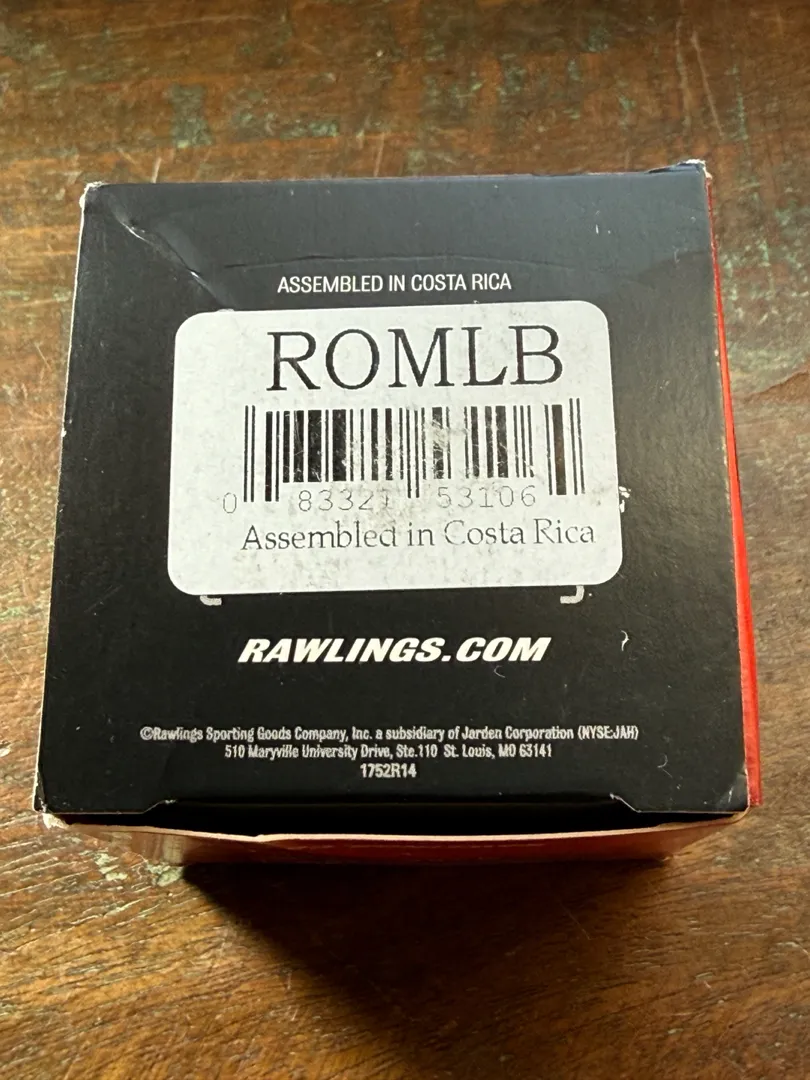 ASSEMBLED IN COSTA RICA
ROMLB
0 83321 53106
Assembled in Costa Rica
RAWLINGS.COM
©Rawlings Sporting Goods Company, Inc. a subsidiary of Jarden Corporation (NYSE:JAH)
510 Maryville University Drive, Ste.110 St. Louis, MO 63141
1752R14